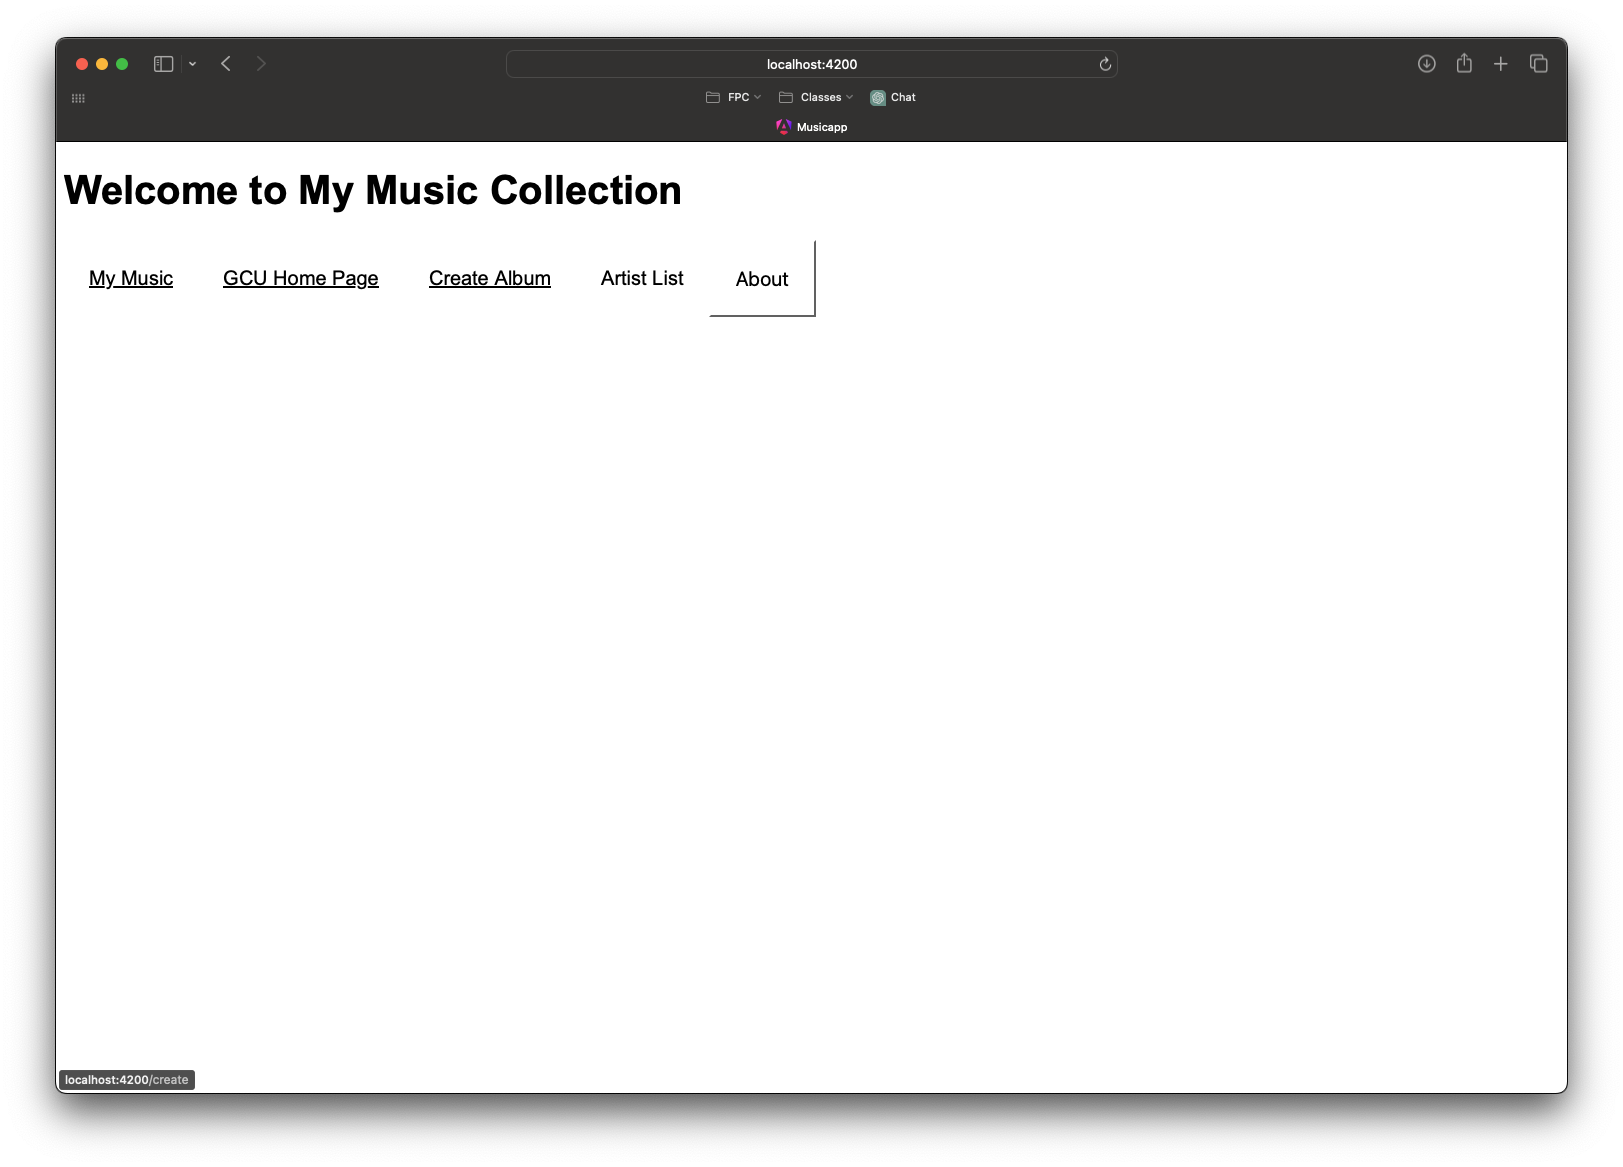 localhost:4200
FPC Classes Chat
Musicapp
Welcome to My Music Collection
My Music GCU Home Page Create Album Artist List About
localhost:4200/create